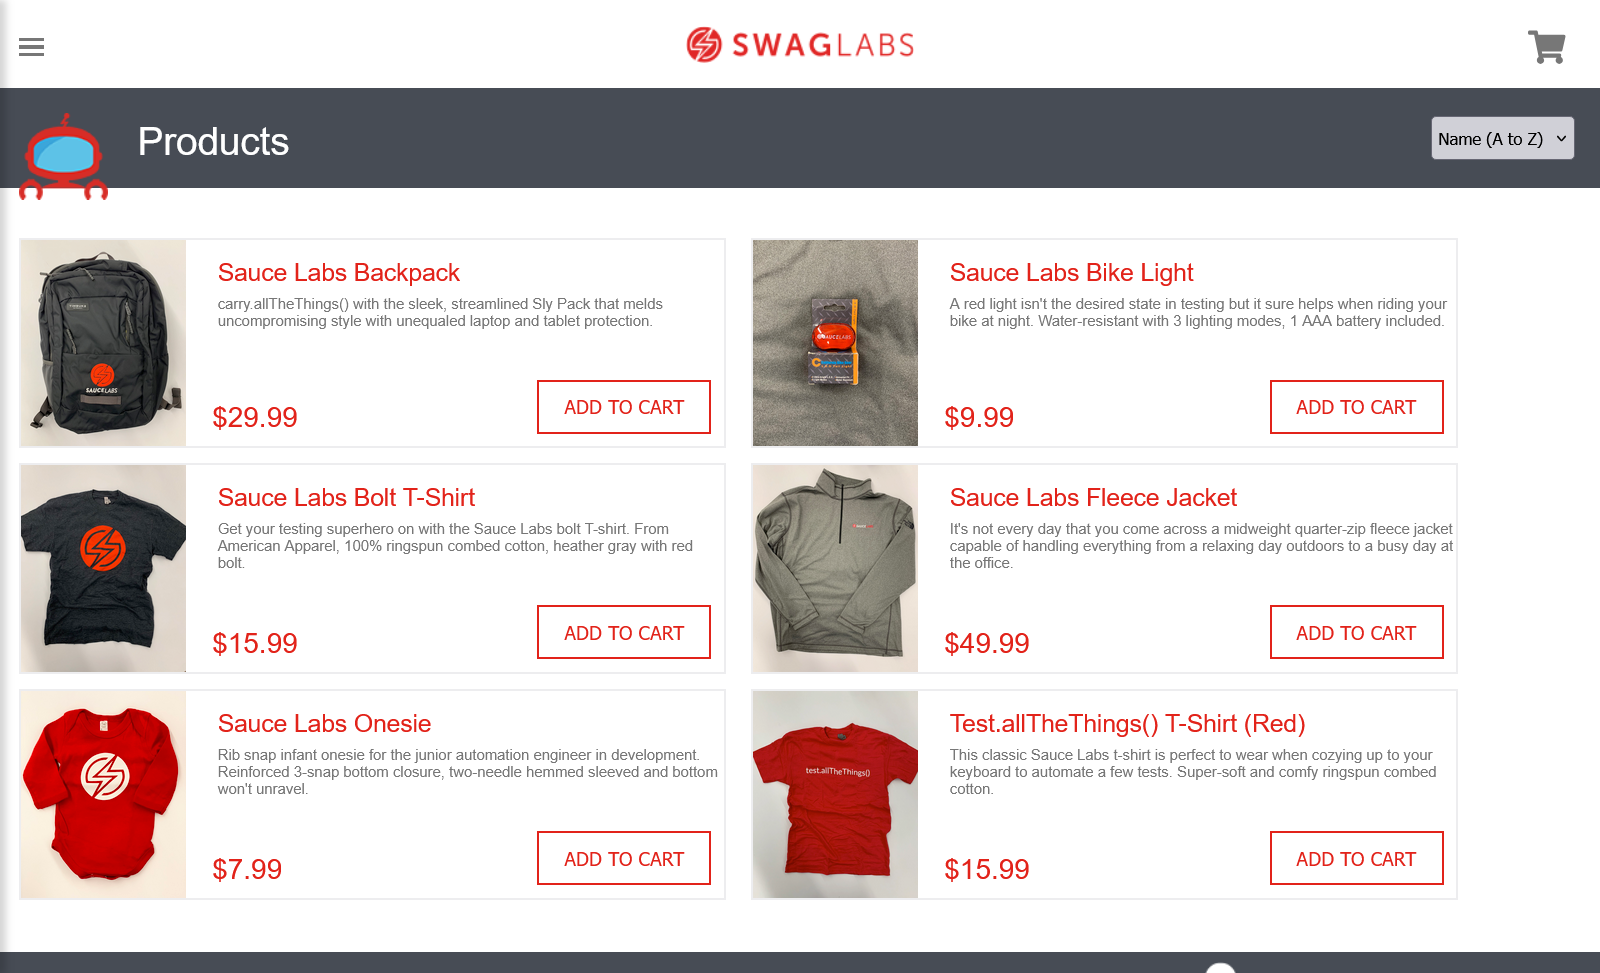 SWAGLABS
Products
Name (A to Z)
Sauce Labs Backpack
carry.allTheThings() with the sleek, streamlined Sly Pack that melds
uncompromising style with unequaled laptop and tablet protection.
$29.99
ADD TO CART
SAUCELABS
Sauce Labs Bike Light
A red light isn't the desired state in testing but it sure helps when riding your
bike at night. Water-resistant with 3 lighting modes, 1 AAA battery included.
$9.99
ADD TO CART
SAUCELABS
Sauce Labs Bolt T-Shirt
Get your testing superhero on with the Sauce Labs bolt T-shirt. From
American Apparel, 100% ringspun combed cotton, heather gray with red
bolt.
$15.99
ADD TO CART
Sauce Labs Fleece Jacket
It's not every day that you come across a midweight quarter-zip fleece jacket
capable of handling everything from a relaxing day outdoors to a busy day at
the office.
$49.99
ADD TO CART
Sauce Labs Onesie
Rib snap infant onesie for the junior automation engineer in development.
Reinforced 3-snap bottom closure, two-needle hemmed sleeved and bottom
won't unravel.
$7.99
ADD TO CART
test.allTheThings()
Test.allTheThings() T-Shirt (Red)
This classic Sauce Labs t-shirt is perfect to wear when cozying up to your
keyboard to automate a few tests. Super-soft and comfy ringspun combed
cotton.
$15.99
ADD TO CART